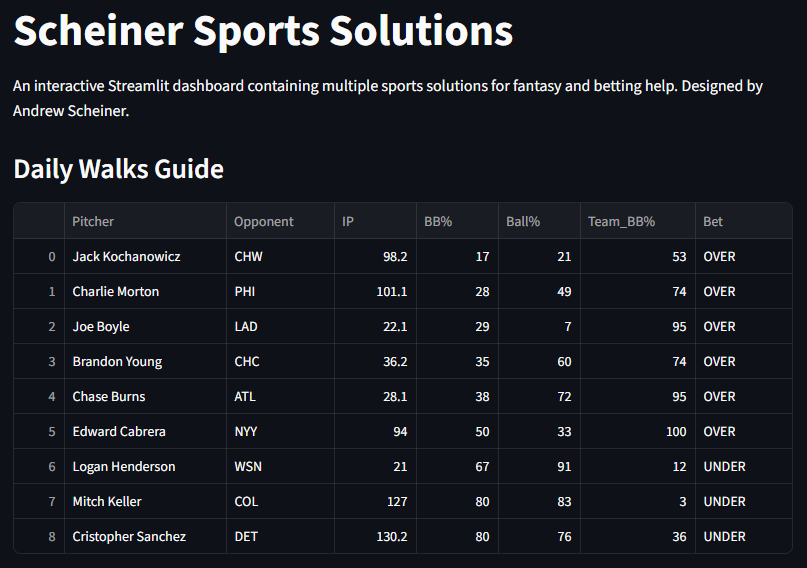 Scheiner Sports Solutions
An interactive Streamlit dashboard containing multiple sports solutions for fantasy and betting help. Designed by
Andrew Scheiner.
Daily Walks Guide
Pitcher Opponent IP BB% Ball% Team_BB% Bet
0 Jack Kochanowicz CHW 98.2 17 21 53 OVER
1 Charlie Morton PHI 101.1 28 49 74 OVER
2 Joe Boyle LAD 22.1 29 7 95 OVER
3 Brandon Young CHC 36.2 35 60 74 OVER
4 Chase Burns ATL 28.1 38 72 95 OVER
5 Edward Cabrera NYY 94 50 33 100 OVER
6 Logan Henderson WSN 21 67 91 12 UNDER
7 Mitch Keller COL 127 80 83 3 UNDER
8 Cristopher Sanchez DET 130.2 80 76 36 UNDER